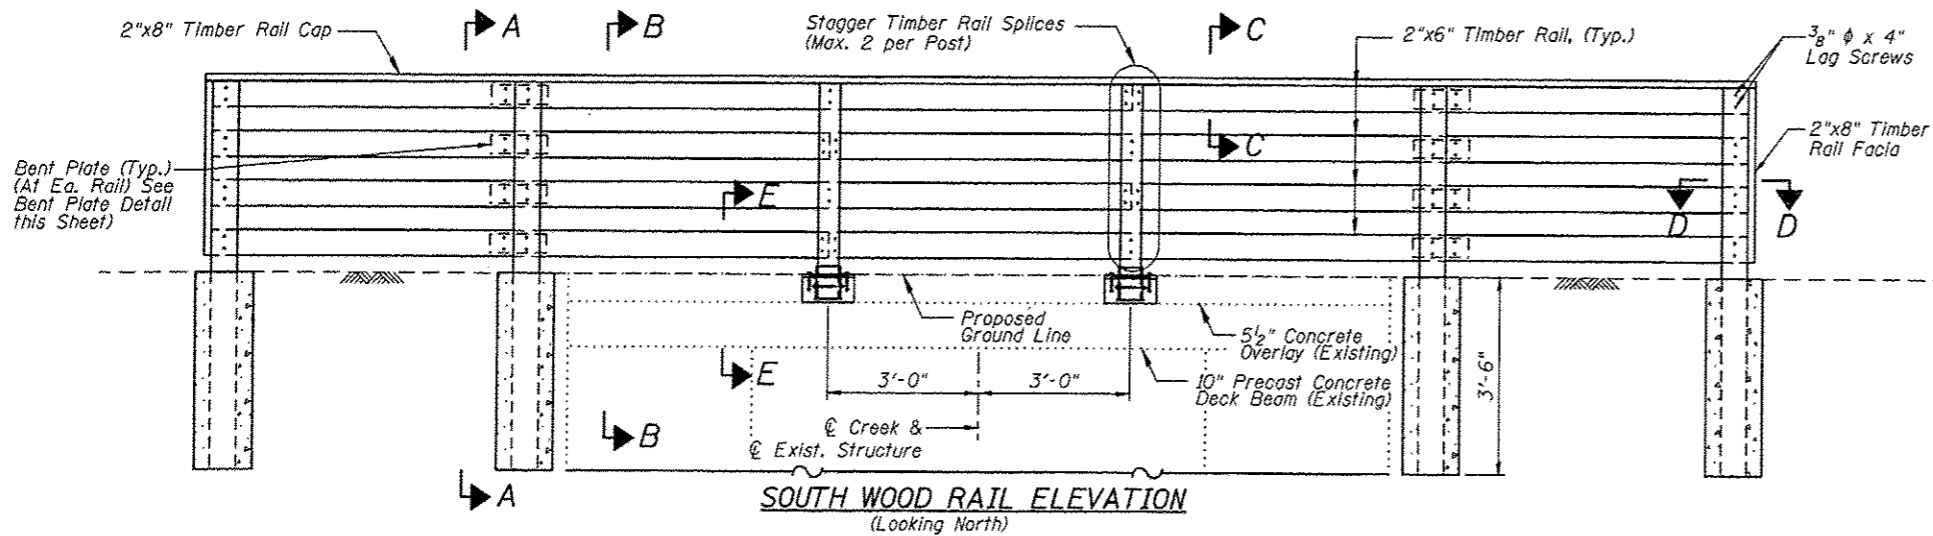 2"x8" Timber Rail Cap
A
B
Stagger Timber Rail Splices
(Max. 2 per Post)
C
2"x6" Timber Rail, (Typ.)
3/8" ϕ x 4"
Lag Screws
2"x8" Timber
Rail Facia
C
Bent Plate (Typ.)
(At Ea. Rail) See
Bent Plate Detail
this Sheet)
E
D
D
Proposed
Ground Line
5½" Concrete
Overlay (Existing)
E
3'-0"
3'-0"
10" Precast Concrete
Deck Beam (Existing)
3'-6"
B
℄ Creek &
℄ Exist. Structure
A
SOUTH WOOD RAIL ELEVATION
(Looking North)